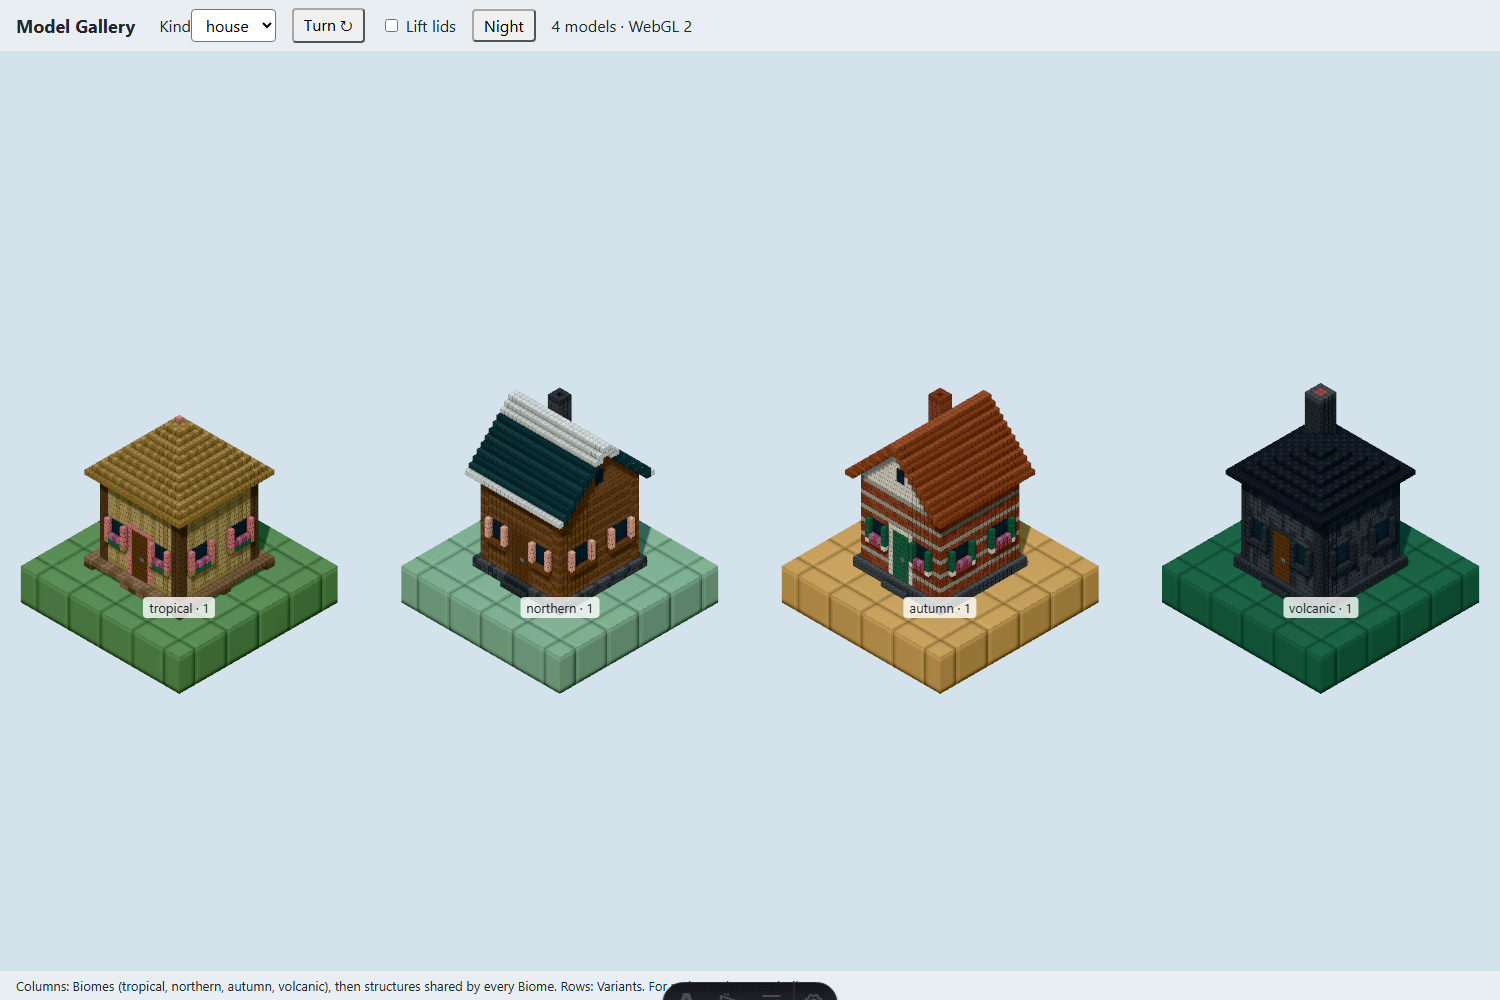 Model Gallery Kind house Turn ↻ Lift lids Night 4 models · WebGL 2
tropical · 1
northern · 1
autumn · 1
volcanic · 1
Columns: Biomes (tropical, northern, autumn, volcanic), then structures shared by every Biome. Rows: Variants. For